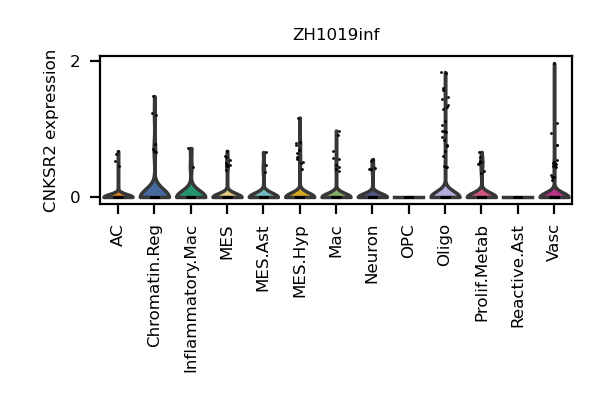 ZH1019inf
CNKSR2 expression
2
0
AC
Chromatin.Reg
Inflammatory.Mac
MES
MES.Ast
MES.Hyp
Mac
Neuron
OPC
Oligo
Prolif.Metab
Reactive.Ast
Vasc